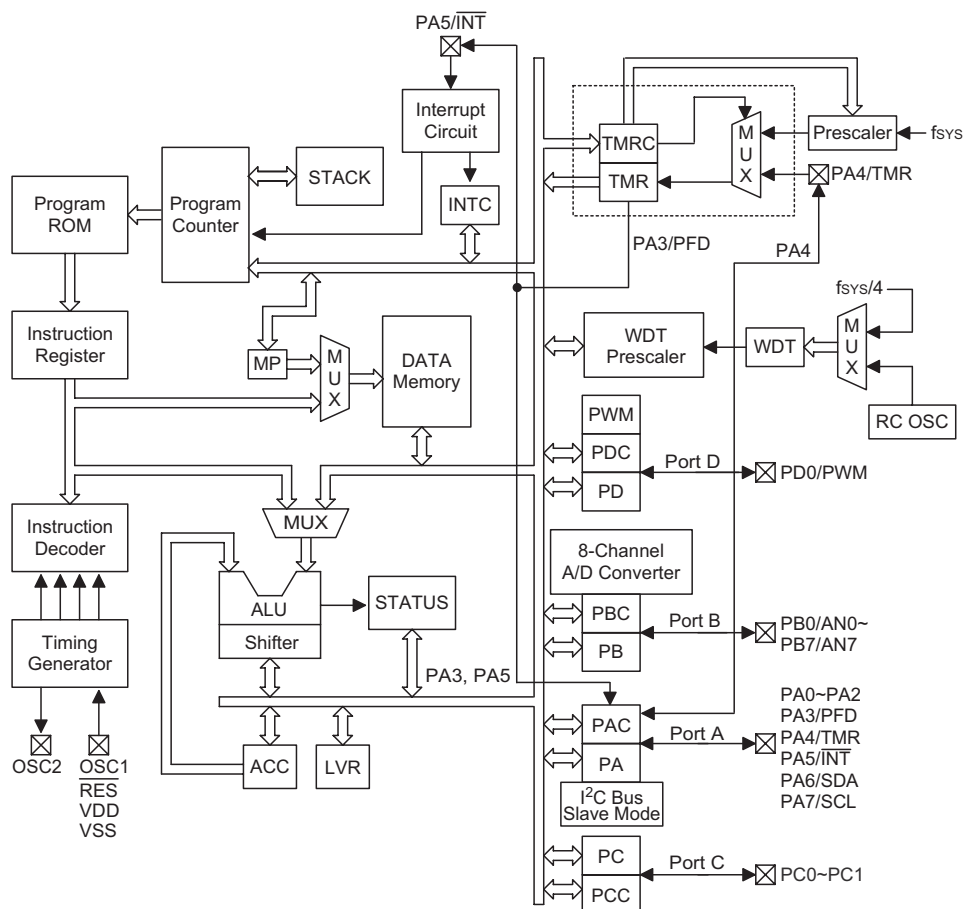 PA5/INT
Interrupt
Circuit
STACK
INTC
Program
ROM
Program
Counter
TMRC
TMR
M
U
X
Prescaler
fSYS
PA4/TMR
PA3/PFD
PA4
Instruction
Register
MP
M
U
X
DATA
Memory
WDT
Prescaler
WDT
M
U
X
fSYS/4
RC OSC
PWM
PDC
PD
Port D
PD0/PWM
Instruction
Decoder
MUX
ALU
Shifter
STATUS
8-Channel
A/D Converter
PBC
PB
Port B
PB0/AN0~
PB7/AN7
Timing
Generator
OSC2
OSC1
RES
VDD
VSS
ACC
LVR
PA3, PA5
PAC
PA
I²C Bus
Slave Mode
Port A
PA0~PA2
PA3/PFD
PA4/TMR
PA5/INT
PA6/SDA
PA7/SCL
PC
PCC
Port C
PC0~PC1